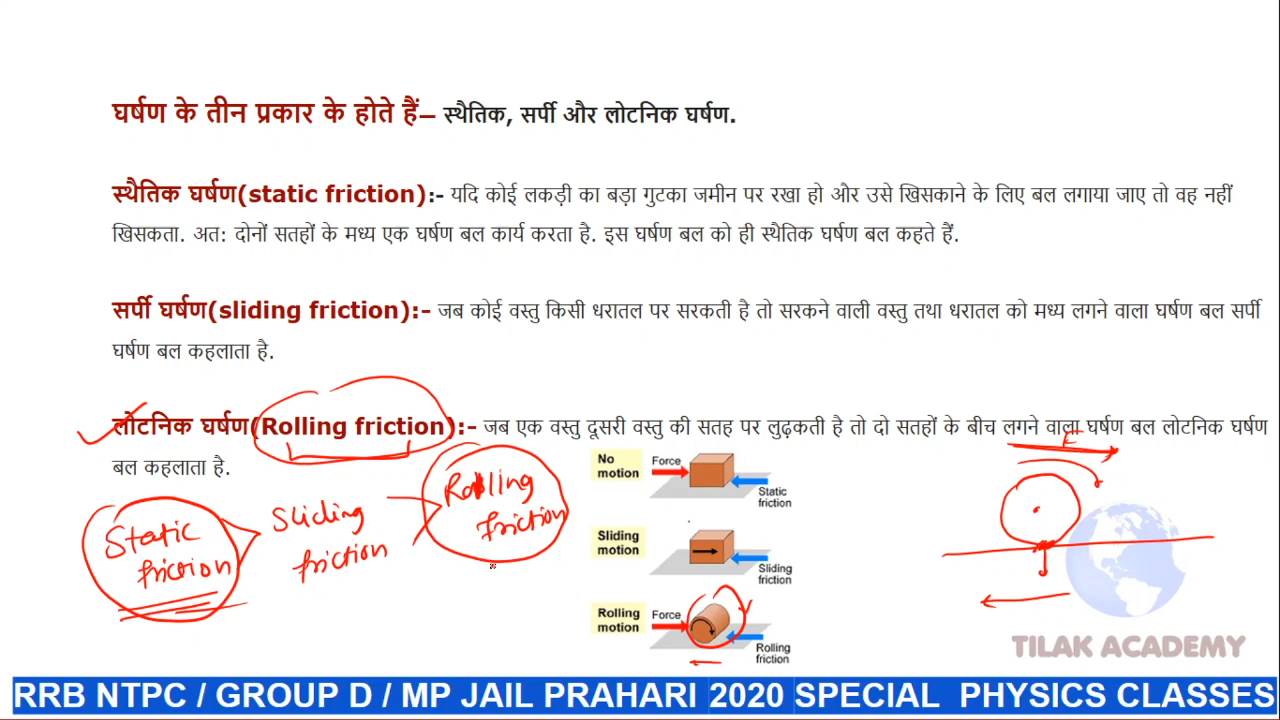 घर्षण के तीन प्रकार के होते हैं– स्थैतिक, सर्पी और लोटनिक घर्षण.
स्थैतिक घर्षण(static friction):- यदि कोई लकड़ी का बड़ा गुटका जमीन पर रखा हो और उसे खिसकाने के लिए बल लगाया जाए तो वह नहीं
खिसकता. अत: दोनों सतहों के मध्य एक घर्षण बल कार्य करता है. इस घर्षण बल को ही स्थैतिक घर्षण बल कहते हैं.
सर्पी घर्षण(sliding friction):- जब कोई वस्तु किसी धरातल पर सरकती है तो सरकने वाली वस्तु तथा धरातल को मध्य लगने वाला घर्षण बल सर्पी
घर्षण बल कहलाता है.
लोटनिक घर्षण(Rolling friction):- जब एक वस्तु दूसरी वस्तु की सतह पर लुढ़कती है तो दो सतहों के बीच लगने वाला घर्षण बल लोटनिक घर्षण
बल कहलाता है.
Static
friction
Sliding
friction
Rolling
friction
No
motion
Force
Static
friction
Sliding
motion
Sliding
friction
Rolling
motion
Force
Rolling
friction
F
TILAK ACADEMY
RRB NTPC / GROUP D / MP JAIL PRAHARI 2020 SPECIAL PHYSICS CLASSES